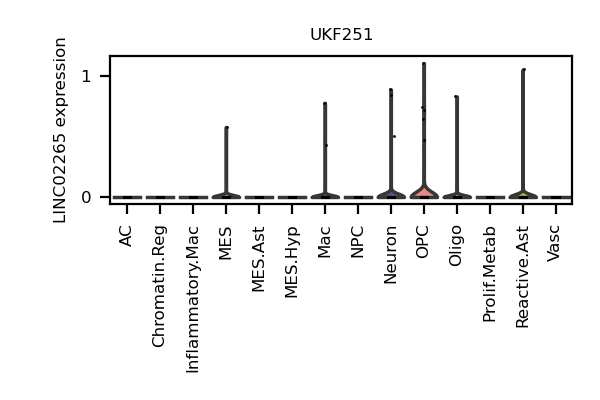 UKF251
LINC02265 expression
1
0
AC
Chromatin.Reg
Inflammatory.Mac
MES
MES.Ast
MES.Hyp
Mac
NPC
Neuron
OPC
Oligo
Prolif.Metab
Reactive.Ast
Vasc